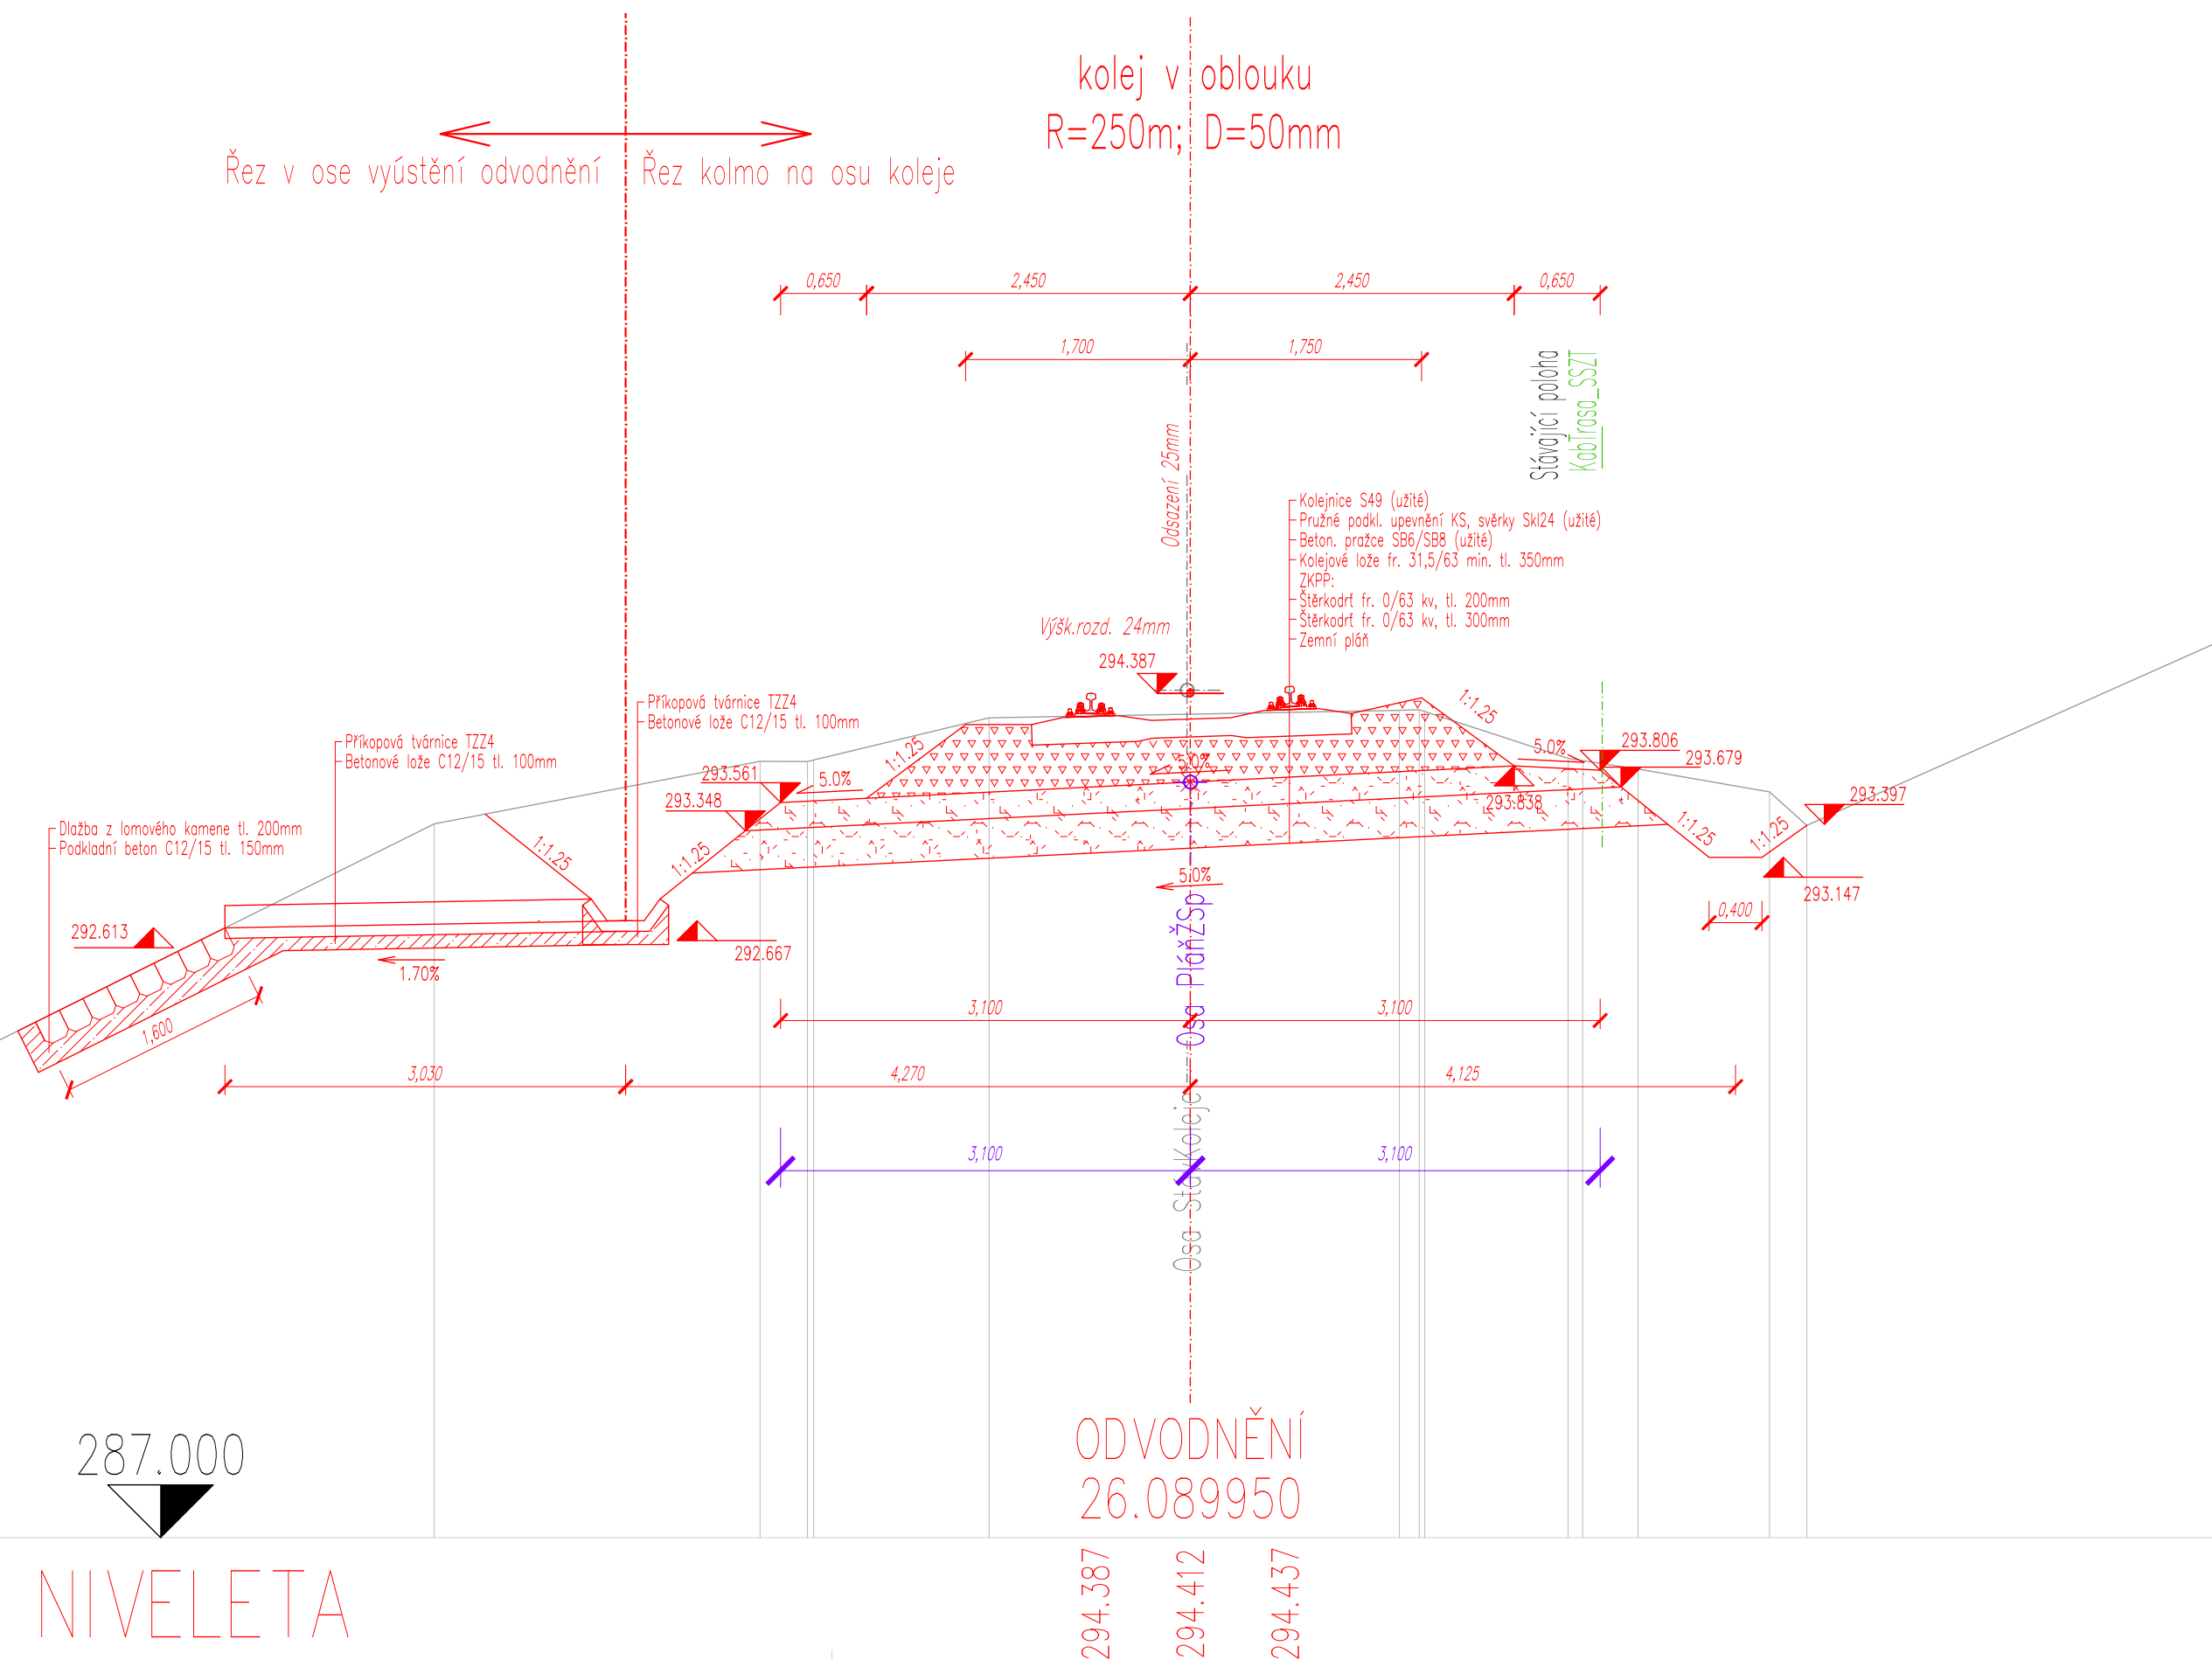 kolej v oblouku
R=250m; D=50mm
Řez v ose vyústění odvodnění
Řez kolmo na osu koleje
0,650
2,450
2,450
0,650
1,700
1,750
Stávající poloha
KabTrasa_SSZT
Odsazení 25mm
Kolejnice S49 (užité)
Pružné podkl. upevnění KS, svěrky Skl24 (užité)
Beton. pražce SB6/SB8 (užité)
Kolejové lože fr. 31,5/63 min. tl. 350mm
ZKPP:
Štěrkodrť fr. 0/63 kv, tl. 200mm
Štěrkodrť fr. 0/63 kv, tl. 300mm
Zemní pláň
Výšk.rozd. 24mm
294.387
Příkopová tvárnice TZZ4
Betonové lože C12/15 tl. 100mm
Příkopová tvárnice TZZ4
Betonové lože C12/15 tl. 100mm
Dlažba z lomového kamene tl. 200mm
Podkladní beton C12/15 tl. 150mm
1:1.25
1:1.25
293.561
5.0%
5.0%
5.0%
293.806
293.679
293.348
293.838
293.397
1:1.25
1:1.25
1:1.25
1:1.25
5.0%
293.147
0,400
292.613
292.667
1.70%
1,600
Osa PláňŽSp
3,100
3,100
3,030
4,270
4,125
3,100
3,100
Osa StávKoleje
287.000
ODVODNĚNÍ
26.089950
NIVELETA
294.387
294.412
294.437